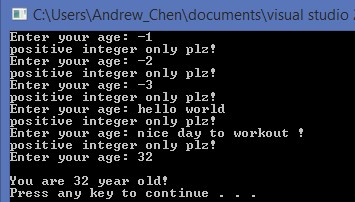 C:\Users\Andrew_Chen\documents\visual studio
Enter your age: -1
positive integer only plz!
Enter your age: -2
positive integer only plz!
Enter your age: -3
positive integer only plz!
Enter your age: hello world
positive integer only plz!
Enter your age: nice day to workout !
positive integer only plz!
Enter your age: 32
You are 32 year old!
Press any key to continue . . .